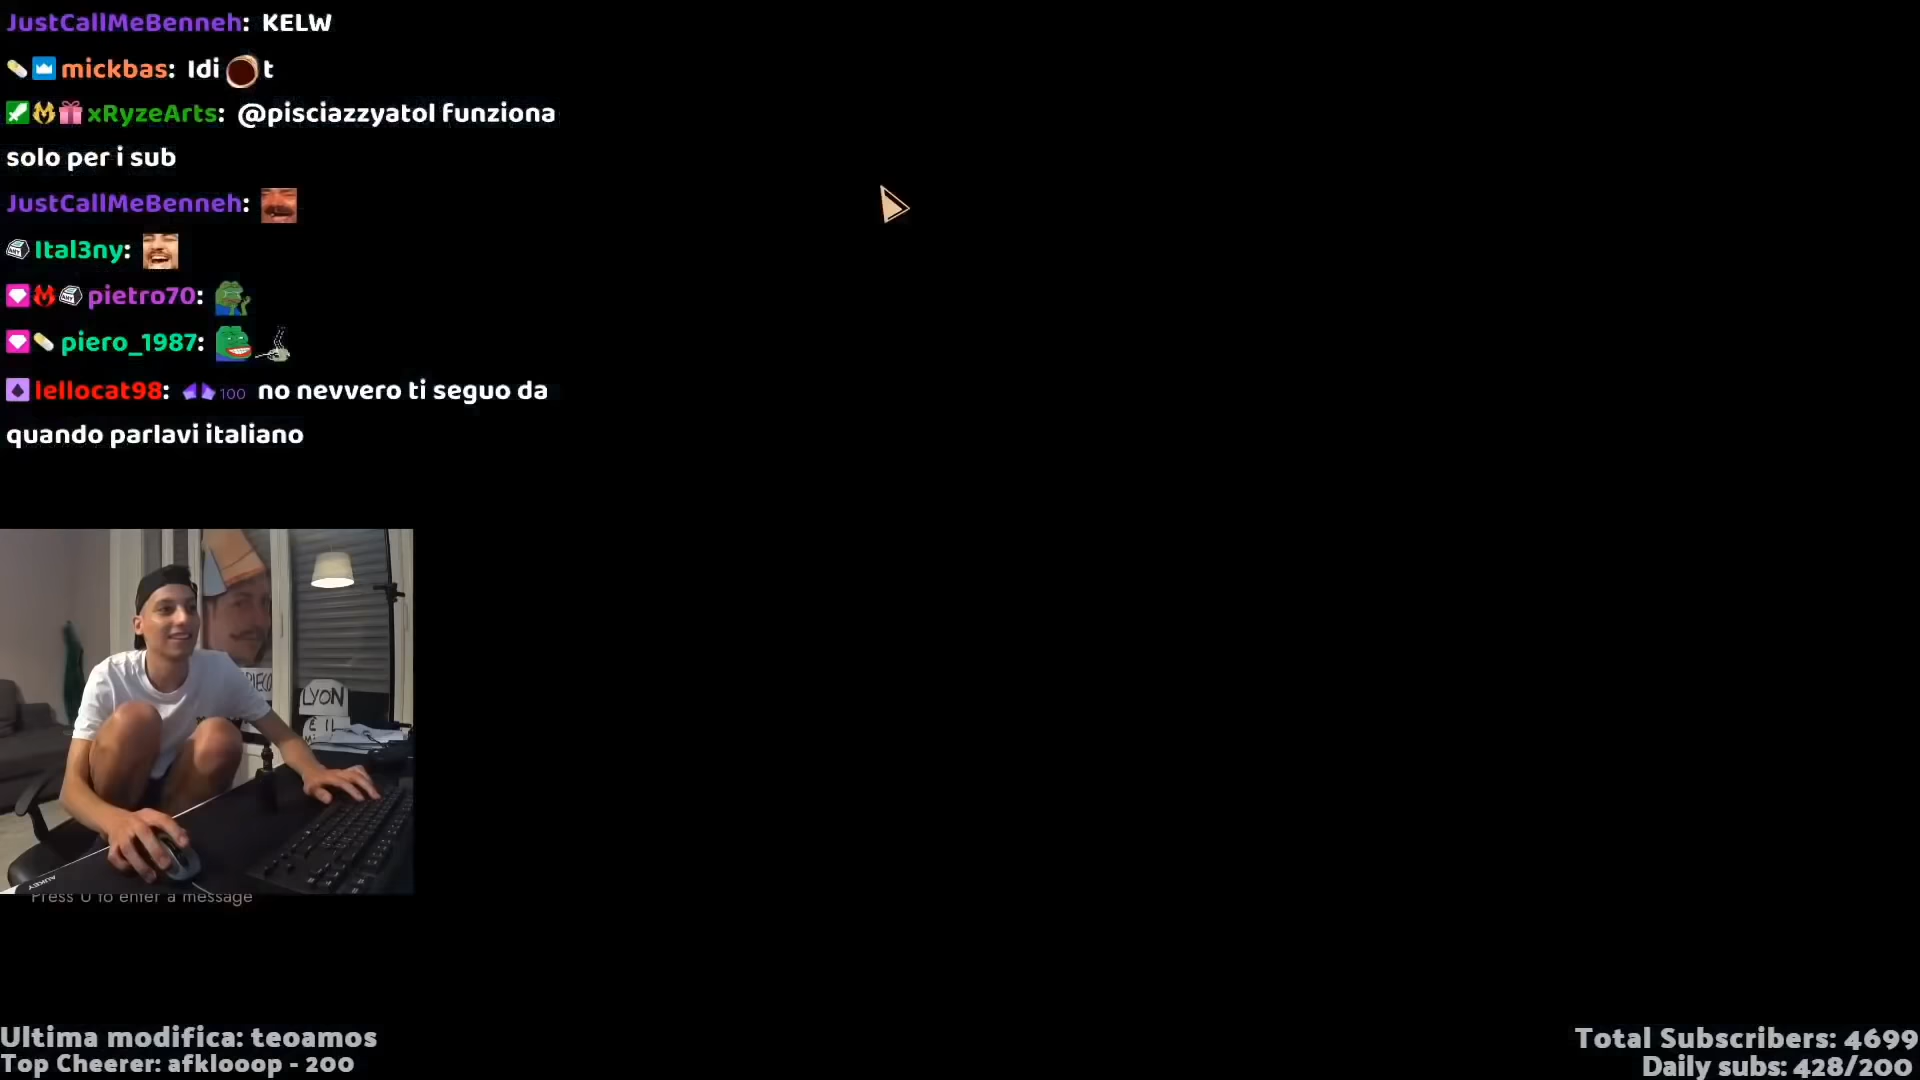 JustCallMeBenneh: KELW
mickbas: Idi t
xRyzeArts: @pisciazzyatol funziona
solo per i sub
JustCallMeBenneh:
Ital3ny:
pietro70:
piero_1987:
lellocat98: 100 no nevvero ti seguo da
quando parlavi italiano
LYON
È IL
AUKEY
Press U to enter a message
Ultima modifica: teoamos
Top Cheerer: afklooop - 200
Total Subscribers: 4699
Daily subs: 428/200